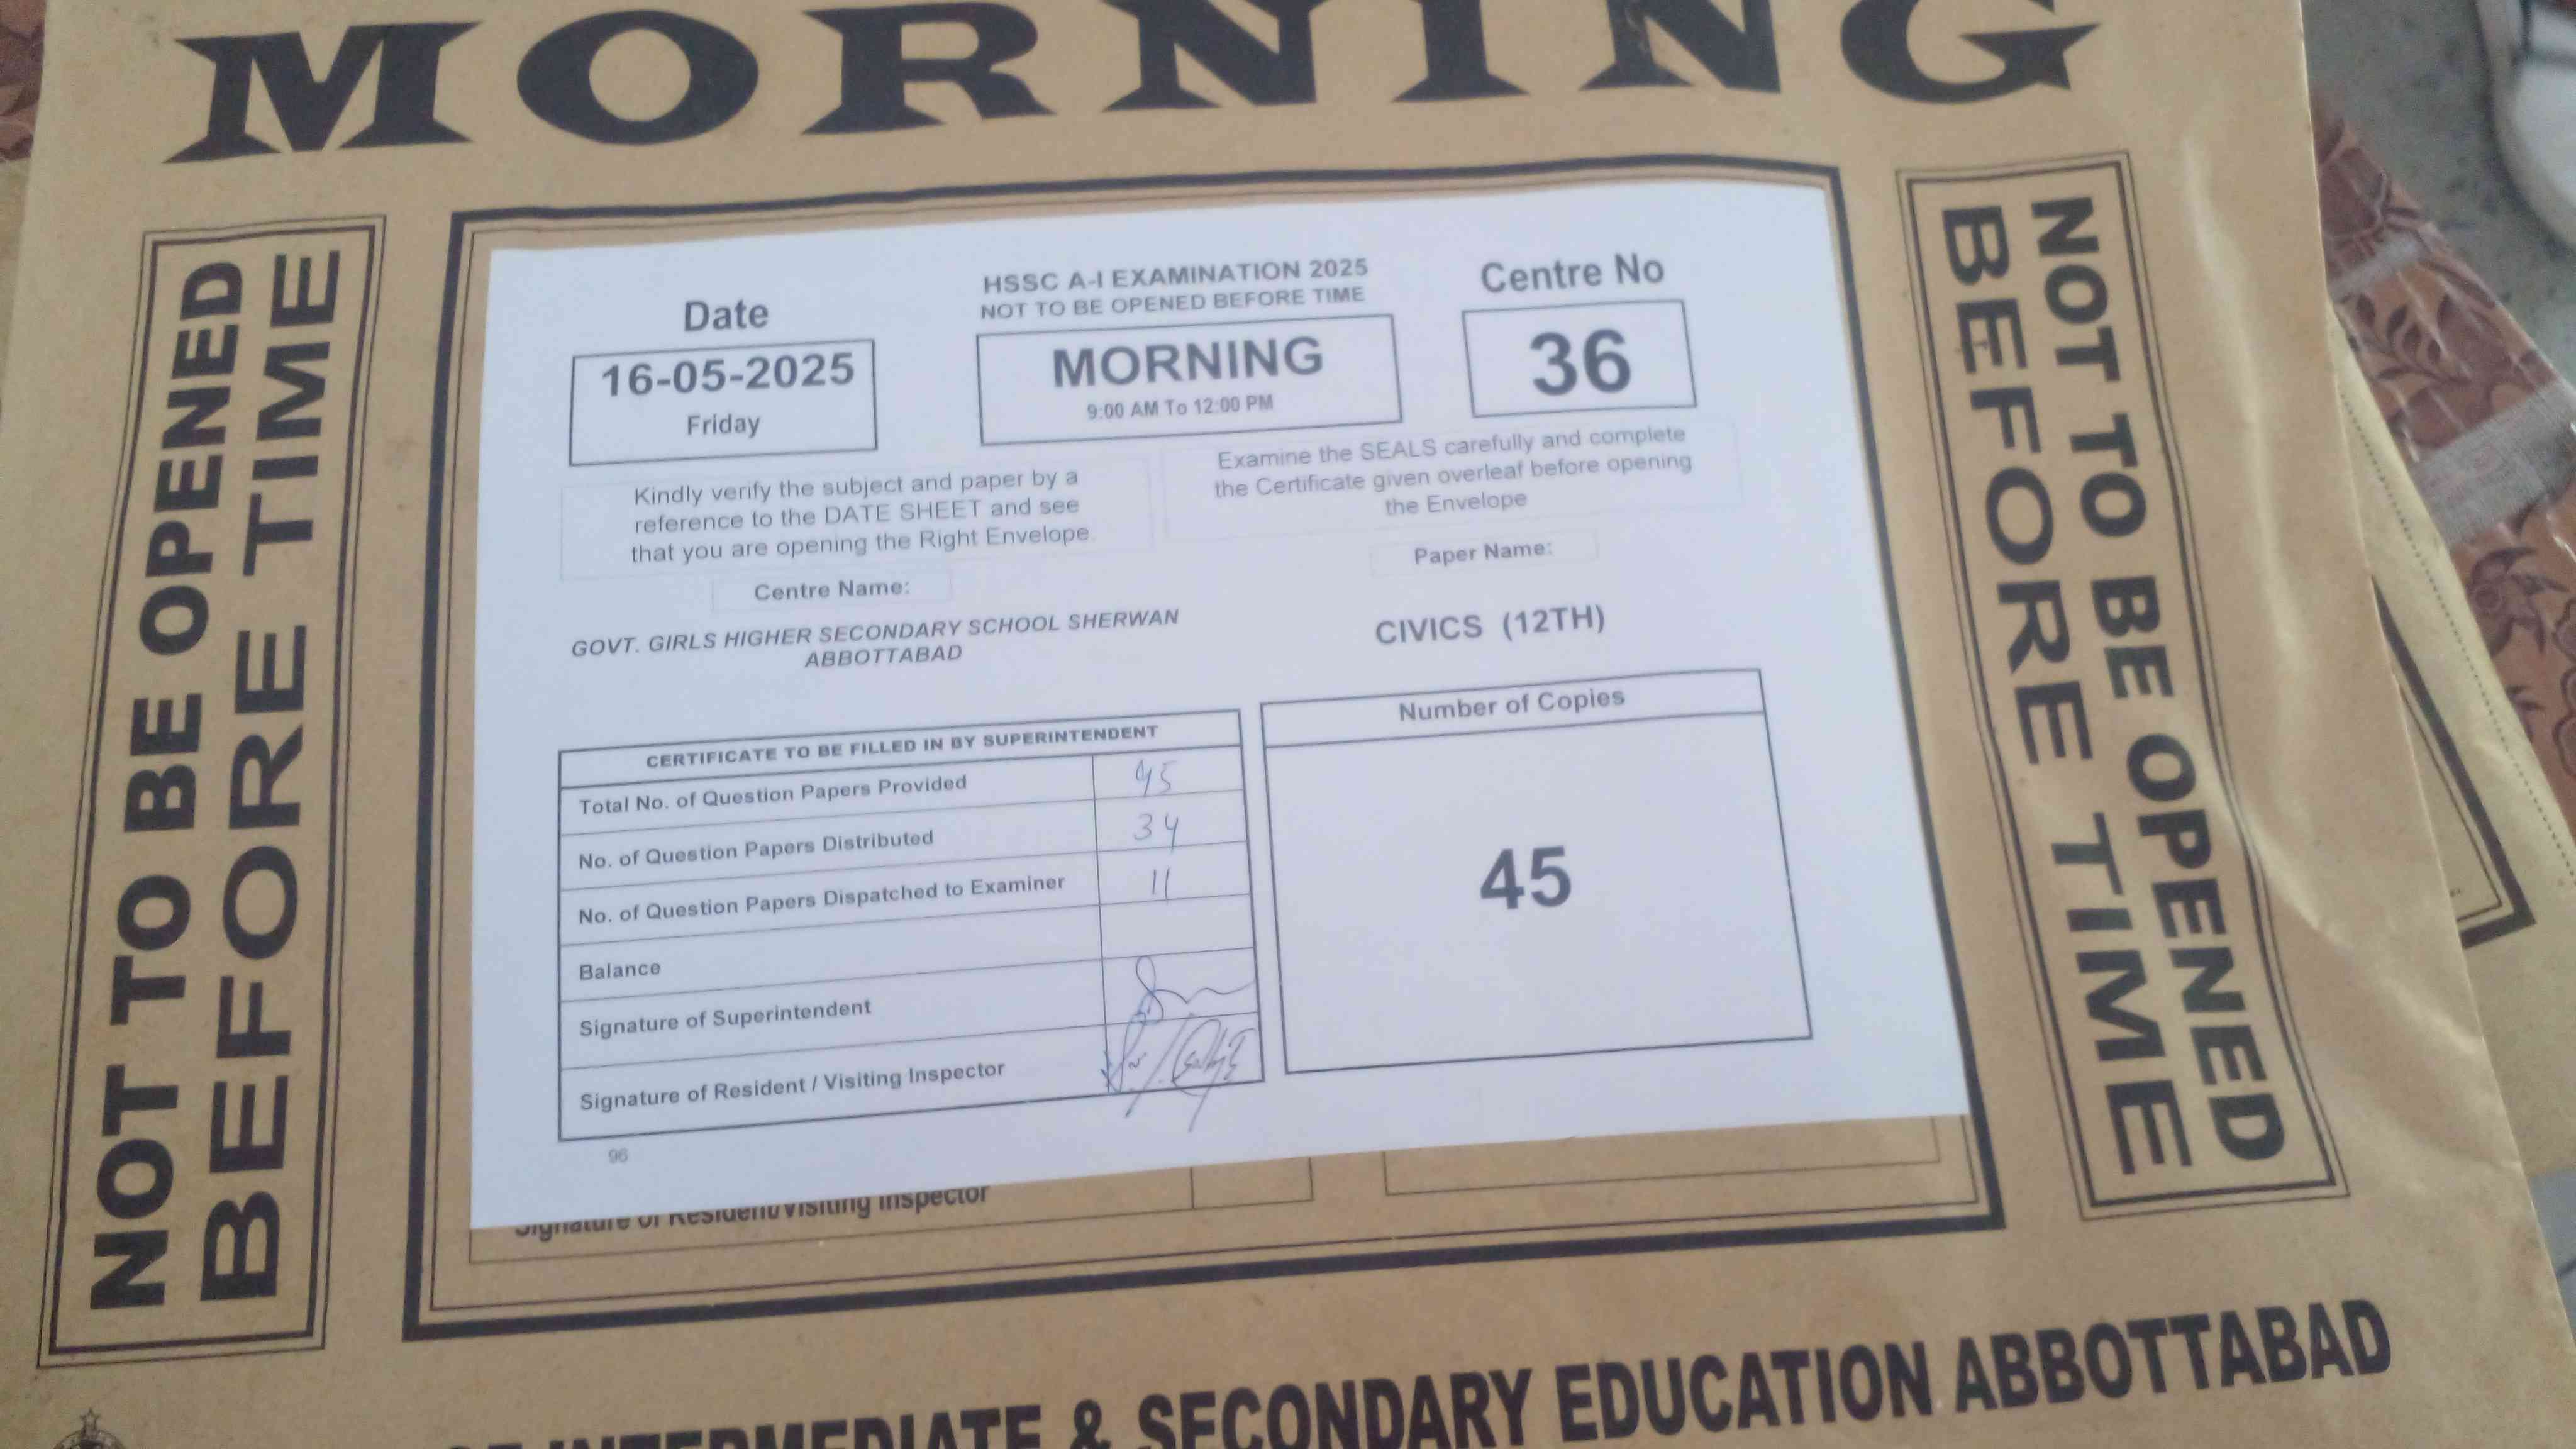 MORNING
NOT TO BE OPENED
BEFORE TIME
Date
16-05-2025
Friday
HSSC A-I EXAMINATION 2025
NOT TO BE OPENED BEFORE TIME
MORNING
9:00 AM To 12:00 PM
Centre No
36
Kindly verify the subject and paper by a
reference to the DATE SHEET and see
that you are opening the Right Envelope.
Examine the SEALS carefully and complete
the Certificate given overleaf before opening
the Envelope
Centre Name:
GOVT. GIRLS HIGHER SECONDARY SCHOOL SHERWAN
ABBOTTABAD
Paper Name:
CIVICS (12TH)
CERTIFICATE TO BE FILLED IN BY SUPERINTENDENT
Total No. of Question Papers Provided 45
No. of Question Papers Distributed 34
No. of Question Papers Dispatched to Examiner 11
Balance
Signature of Superintendent
Signature of Resident / Visiting Inspector
Number of Copies
45
96
Signature of Resident/Visiting Inspector
NOT TO BE OPENED
BEFORE TIME
INTERMEDIATE & SECONDARY EDUCATION ABBOTTABAD